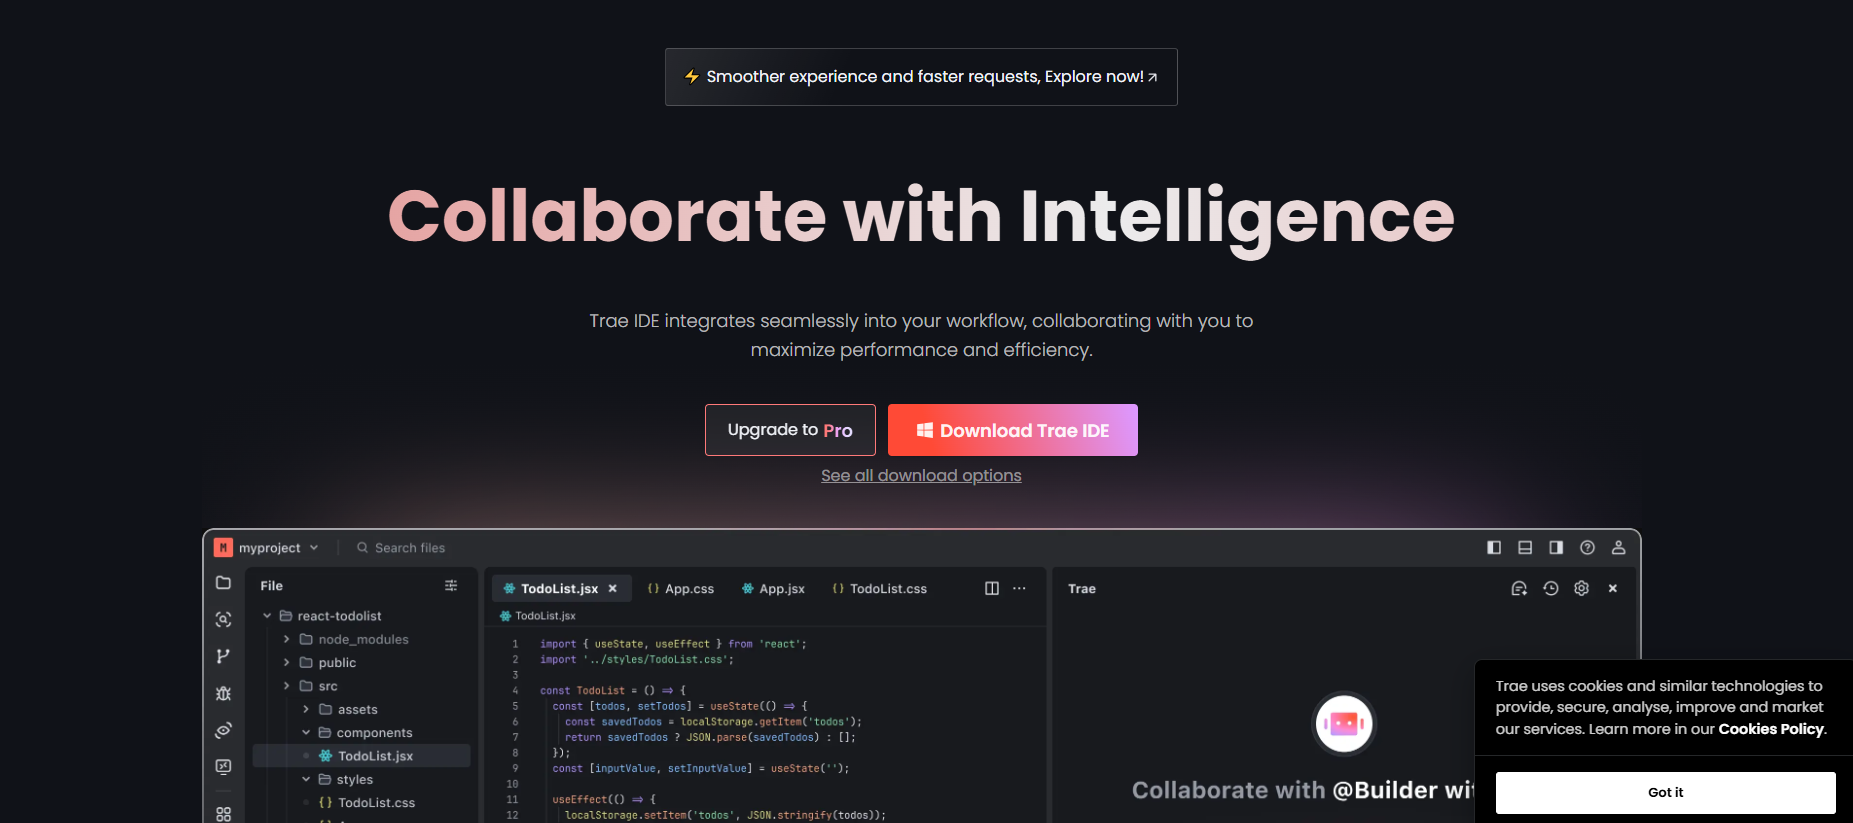 ⚡ Smoother experience and faster requests, Explore now! ↗
Collaborate with Intelligence
Trae IDE integrates seamlessly into your workflow, collaborating with you to
maximize performance and efficiency.
Upgrade to Pro
Download Trae IDE
See all download options
M myproject
Search files
File
react-todolist
node_modules
public
src
assets
components
TodoList.jsx
styles
TodoList.css
TodoList.jsx
{} App.css
App.jsx
{} TodoList.css
TodoList.jsx
1 import { useState, useEffect } from 'react';
2 import '../styles/TodoList.css';
3
4 const TodoList = () => {
5 const [todos, setTodos] = useState(() => {
6 const savedTodos = localStorage.getItem('todos');
7 return savedTodos ? JSON.parse(savedTodos) : [];
8 });
9 const [inputValue, setInputValue] = useState('');
10
11 useEffect(() => {
12 localStorage.setItem('todos', JSON.stringify(todos));
Trae
Collaborate with @Builder wit
Trae uses cookies and similar technologies to
provide, secure, analyse, improve and market
our services. Learn more in our Cookies Policy.
Got it